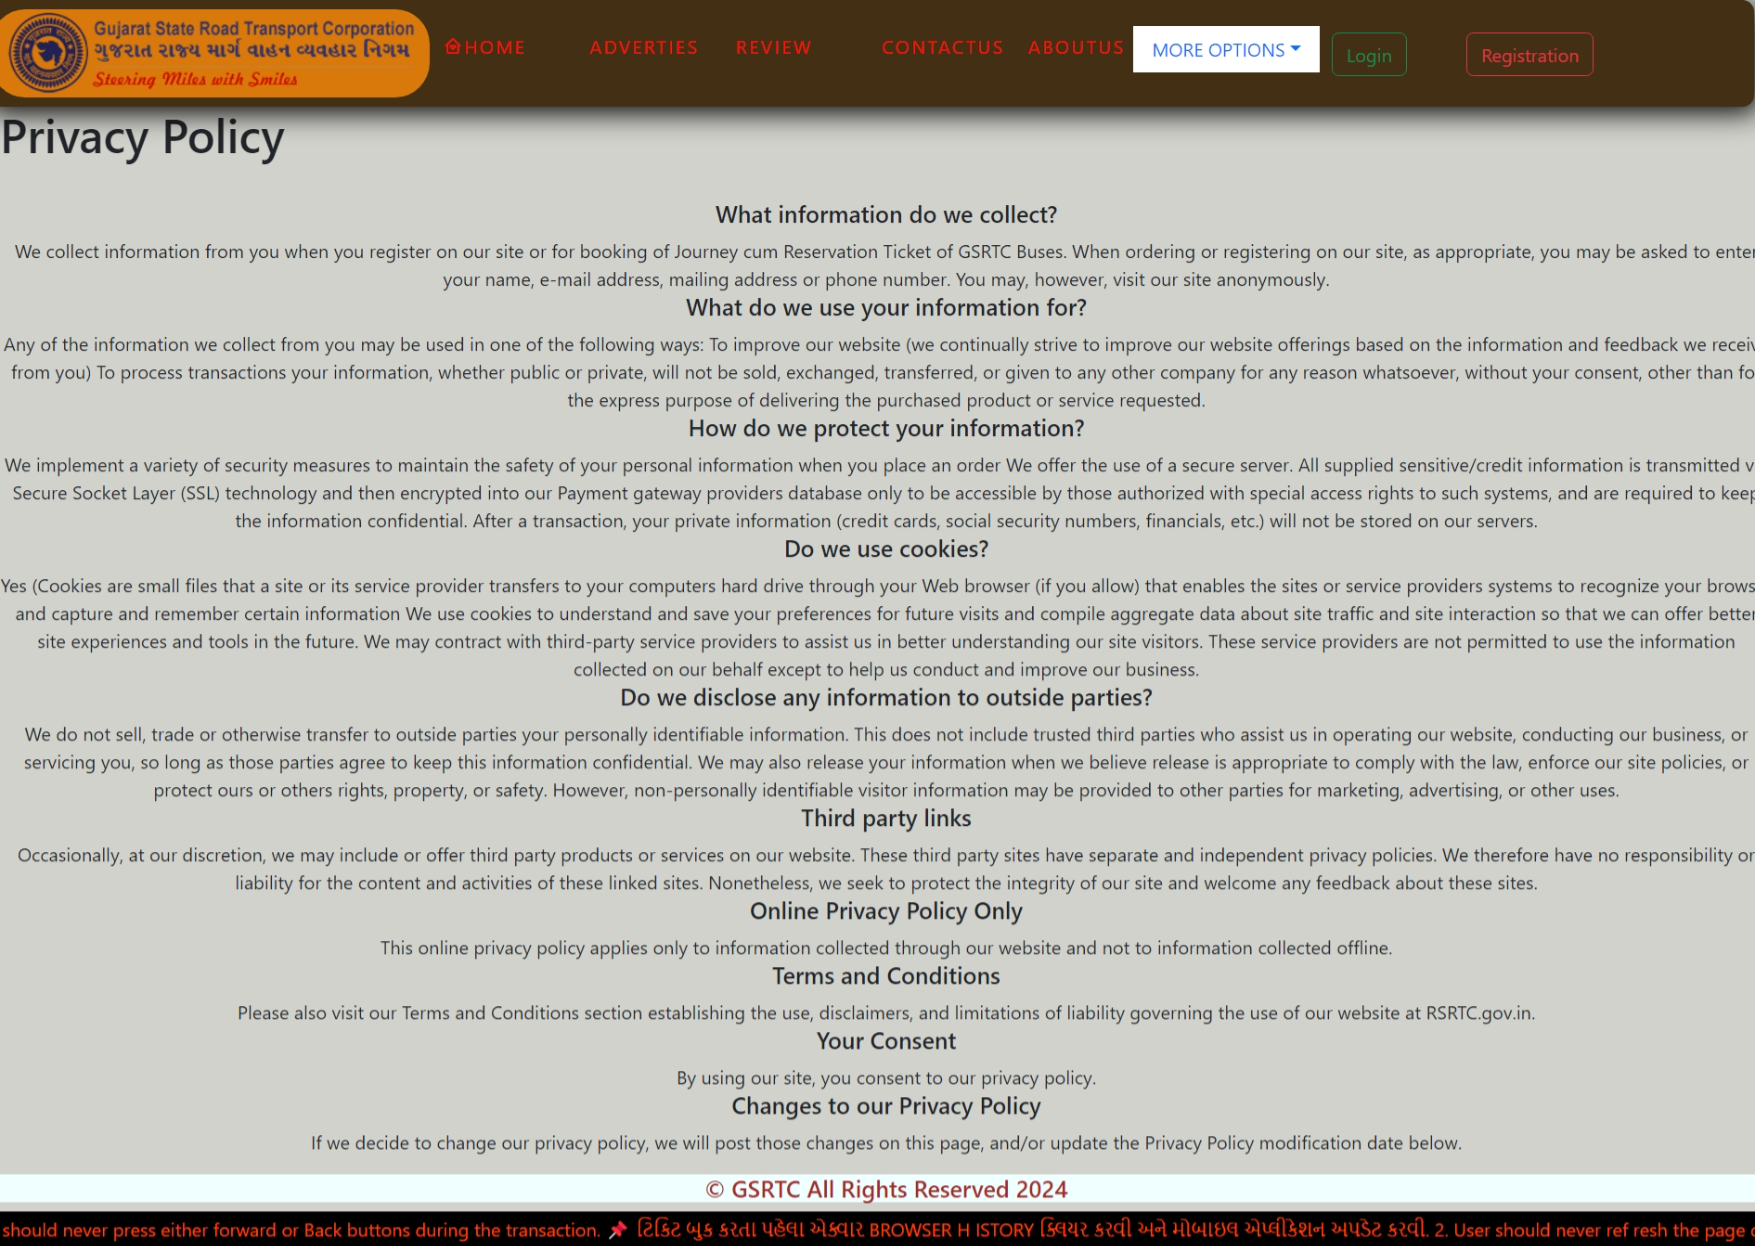 Gujarat State Road Transport Corporation
ગુજરાત રાજ્ય માર્ગ વાહન વ્યવહાર નિગમ
Steering Miles with Smiles
HOME ADVERTIES REVIEW CONTACTUS ABOUTUS MORE OPTIONS Login Registration
Privacy Policy
What information do we collect?
We collect information from you when you register on our site or for booking of Journey cum Reservation Ticket of GSRTC Buses. When ordering or registering on our site, as appropriate, you may be asked to enter
your name, e-mail address, mailing address or phone number. You may, however, visit our site anonymously.
What do we use your information for?
Any of the information we collect from you may be used in one of the following ways: To improve our website (we continually strive to improve our website offerings based on the information and feedback we receiv
from you) To process transactions your information, whether public or private, will not be sold, exchanged, transferred, or given to any other company for any reason whatsoever, without your consent, other than fo
the express purpose of delivering the purchased product or service requested.
How do we protect your information?
We implement a variety of security measures to maintain the safety of your personal information when you place an order We offer the use of a secure server. All supplied sensitive/credit information is transmitted v
Secure Socket Layer (SSL) technology and then encrypted into our Payment gateway providers database only to be accessible by those authorized with special access rights to such systems, and are required to keep
the information confidential. After a transaction, your private information (credit cards, social security numbers, financials, etc.) will not be stored on our servers.
Do we use cookies?
Yes (Cookies are small files that a site or its service provider transfers to your computers hard drive through your Web browser (if you allow) that enables the sites or service providers systems to recognize your brows
and capture and remember certain information We use cookies to understand and save your preferences for future visits and compile aggregate data about site traffic and site interaction so that we can offer better
site experiences and tools in the future. We may contract with third-party service providers to assist us in better understanding our site visitors. These service providers are not permitted to use the information
collected on our behalf except to help us conduct and improve our business.
Do we disclose any information to outside parties?
We do not sell, trade or otherwise transfer to outside parties your personally identifiable information. This does not include trusted third parties who assist us in operating our website, conducting our business, or
servicing you, so long as those parties agree to keep this information confidential. We may also release your information when we believe release is appropriate to comply with the law, enforce our site policies, or
protect ours or others rights, property, or safety. However, non-personally identifiable visitor information may be provided to other parties for marketing, advertising, or other uses.
Third party links
Occasionally, at our discretion, we may include or offer third party products or services on our website. These third party sites have separate and independent privacy policies. We therefore have no responsibility or
liability for the content and activities of these linked sites. Nonetheless, we seek to protect the integrity of our site and welcome any feedback about these sites.
Online Privacy Policy Only
This online privacy policy applies only to information collected through our website and not to information collected offline.
Terms and Conditions
Please also visit our Terms and Conditions section establishing the use, disclaimers, and limitations of liability governing the use of our website at RSRTC.gov.in.
Your Consent
By using our site, you consent to our privacy policy.
Changes to our Privacy Policy
If we decide to change our privacy policy, we will post those changes on this page, and/or update the Privacy Policy modification date below.
© GSRTC All Rights Reserved 2024
should never press either forward or Back buttons during the transaction. 📌 ટિકિટ બુક કરતા પહેલા એકવાર BROWSER H ISTORY ક્લિયર કરવી અને મોબાઇલ એપ્લીકેશન અપડેટ કરવી. 2. User should never ref resh the page